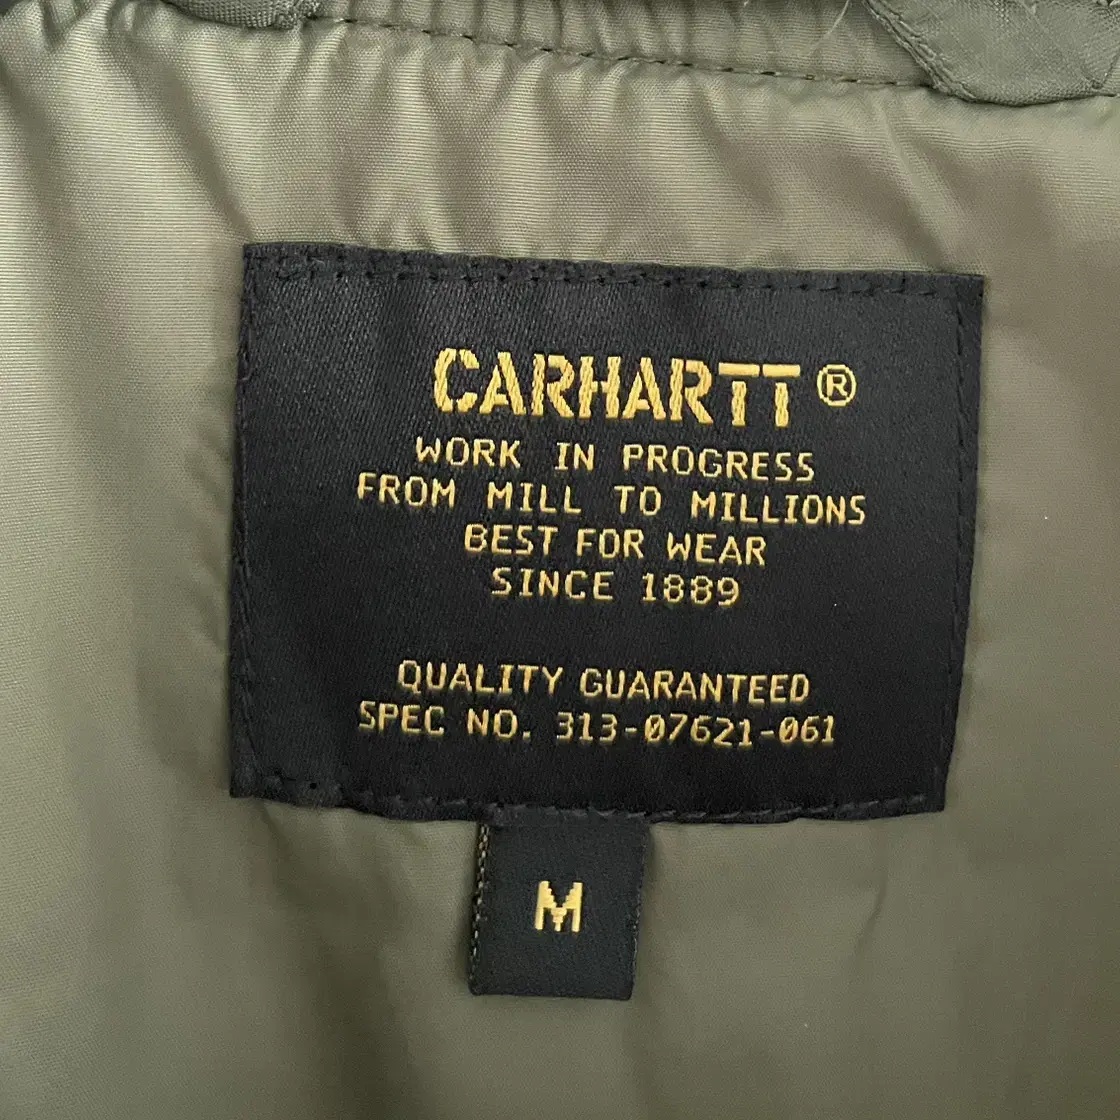 CARHARTT®
WORK IN PROGRESS
FROM MILL TO MILLIONS
BEST FOR WEAR
SINCE 1889
QUALITY GUARANTEED
SPEC NO. 313-07621-061
M